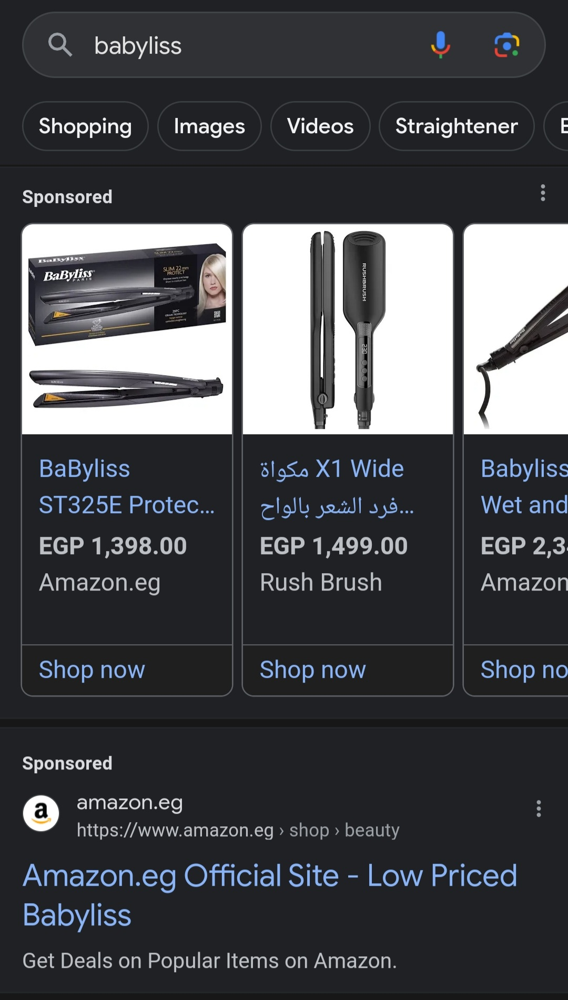 babyliss
Shopping
Images
Videos
Straightener
Sponsored
BaByliss
BaByliss
PARIS
SLIM 22mm
PROTECT
230°C
RUSHBRUSH
230
BaByliss
ST325E Protec...
EGP 1,398.00
Amazon.eg
Shop now
مكواة X1 Wide
فرد الشعر بالواح...
EGP 1,499.00
Rush Brush
Shop now
Babyliss
Wet and
EGP 2,3
Amazon
Shop no
Sponsored
amazon.eg
https://www.amazon.eg › shop › beauty
Amazon.eg Official Site - Low Priced
Babyliss
Get Deals on Popular Items on Amazon.